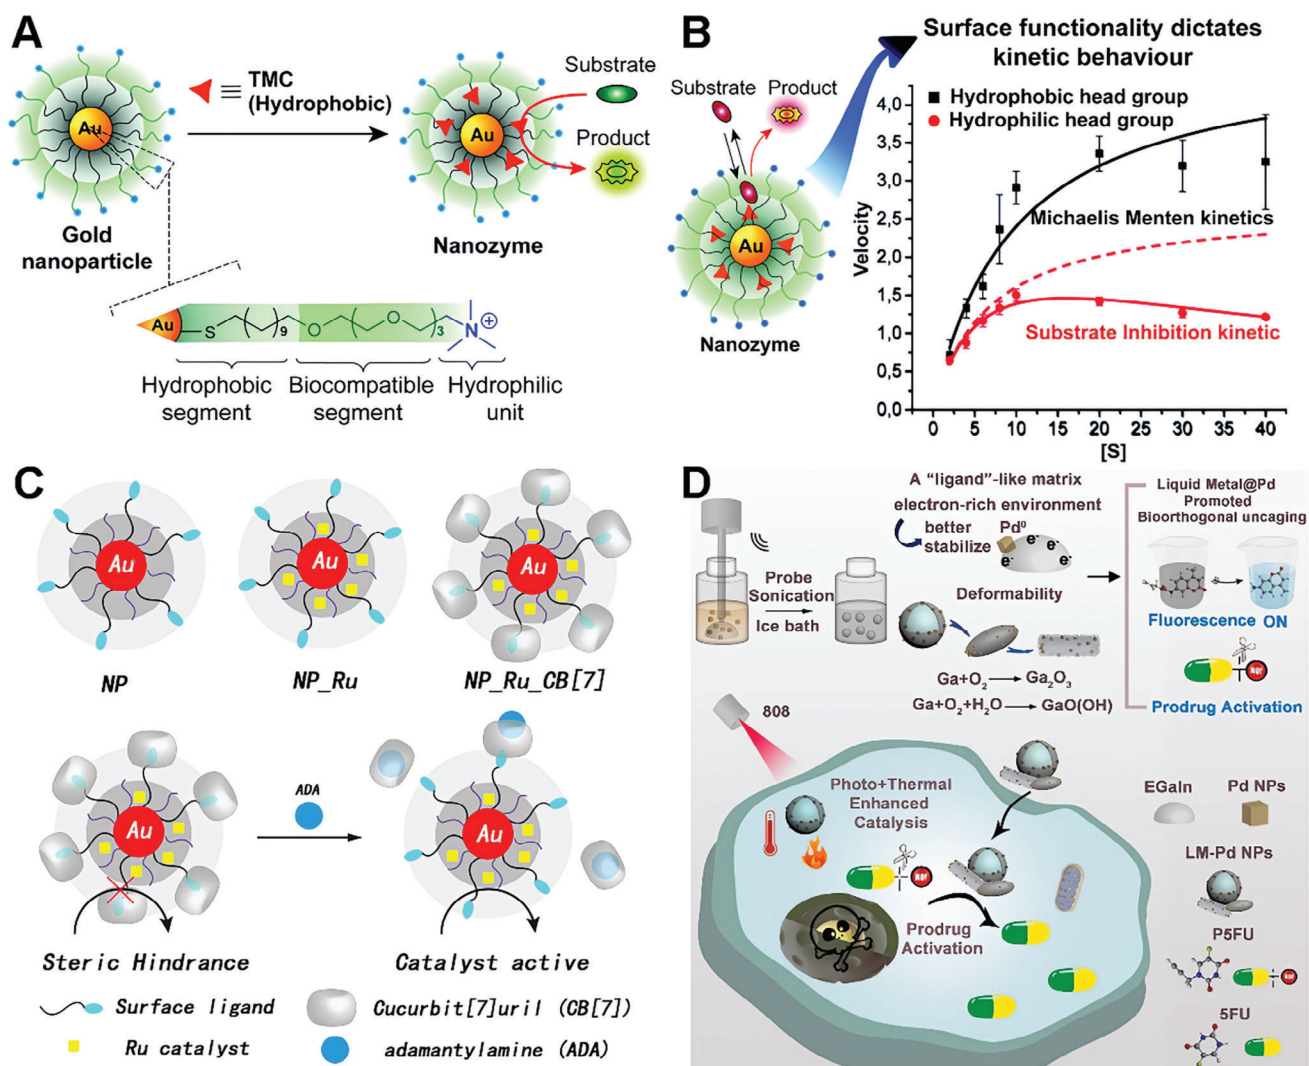 A
Au
Gold
nanoparticle
TMC
(Hydrophobic)
Au
Nanozyme
Substrate
Product
Au
S
9
O
O
3
N
⊕
Hydrophobic
segment
Biocompatible
segment
Hydrophilic
unit
B
Surface functionality dictates
kinetic behaviour
Substrate
Product
Au
Nanozyme
Hydrophobic head group
Hydrophilic head group
Michaelis Menten kinetics
Substrate Inhibition kinetic
Velocity
4,0
3,5
3,0
2,5
2,0
1,5
1,0
0,5
0,0
0 5 10 15 20 25 30 35 40
[S]
C
Au
NP
Au
NP_Ru
Au
NP_Ru_CB[7]
Au
Steric Hindrance
ADA
Au
Catalyst active
Surface ligand
Cucurbit[7]uril (CB[7])
Ru catalyst
adamantylamine (ADA)
D
Probe
Sonication
Ice bath
A "ligand"-like matrix
electron-rich environment
better
stabilize
Pd⁰
e⁻
e⁻
e⁻
e⁻
Deformability
Ga+O₂ → Ga₂O₃
Ga+O₂+H₂O → GaO(OH)
Liquid Metal@Pd
Promoted
Bioorthogonal uncaging
Fluorescence ON
Prodrug Activation
808
Photo+Thermal
Enhanced
Catalysis
Prodrug
Activation
EGaIn
Pd NPs
LM-Pd NPs
P5FU
5FU